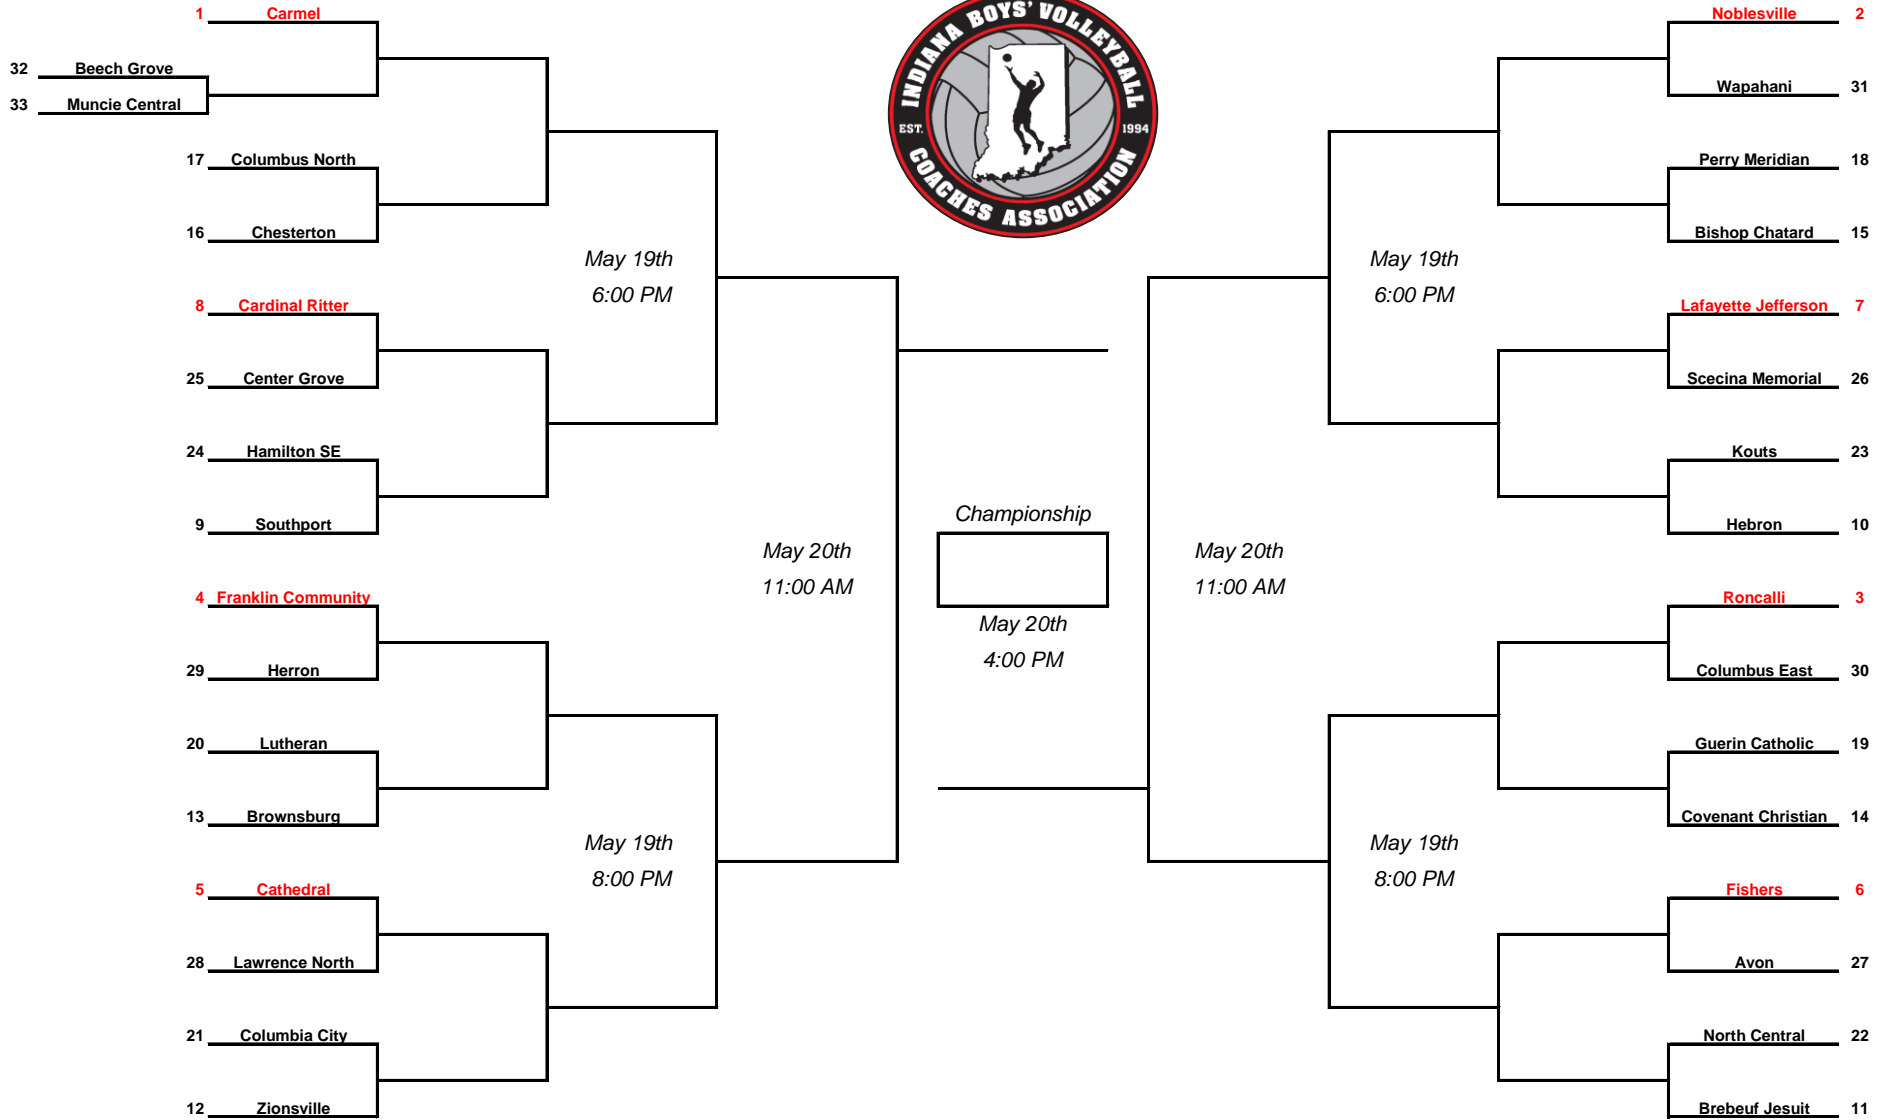 1 Carmel
32 Beech Grove
33 Muncie Central
17 Columbus North
16 Chesterton
8 Cardinal Ritter
25 Center Grove
24 Hamilton SE
9 Southport
4 Franklin Community
29 Herron
20 Lutheran
13 Brownsburg
5 Cathedral
28 Lawrence North
21 Columbia City
12 Zionsville
May 19th
6:00 PM
May 19th
8:00 PM
May 20th
11:00 AM
INDIANA BOYS' VOLLEYBALL
EST. 1994
COACHES ASSOCIATION
Championship
May 20th
4:00 PM
May 20th
11:00 AM
May 19th
6:00 PM
May 19th
8:00 PM
Noblesville 2
Wapahani 31
Perry Meridian 18
Bishop Chatard 15
Lafayette Jefferson 7
Scecina Memorial 26
Kouts 23
Hebron 10
Roncalli 3
Columbus East 30
Guerin Catholic 19
Covenant Christian 14
Fishers 6
Avon 27
North Central 22
Brebeuf Jesuit 11